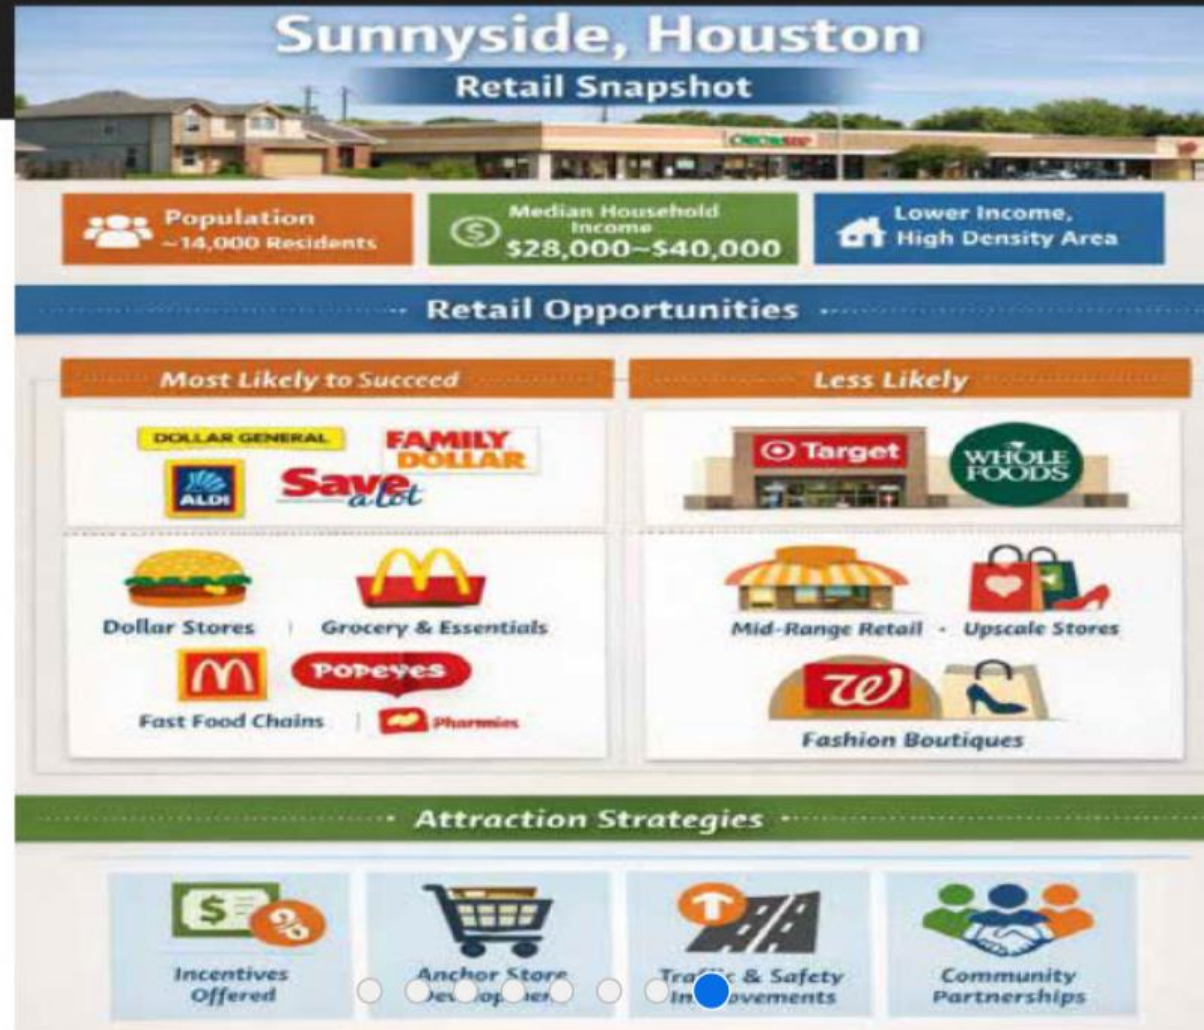 Sunnyside, Houston
Retail Snapshot
Population
~14,000 Residents
Median Household
Income
$28,000~$40,000
Lower Income,
High Density Area
Retail Opportunities
Most Likely to Succeed
DOLLAR GENERAL
FAMILY
DOLLAR
ALDI
Save
a lot
Dollar Stores | Grocery & Essentials
POPEYES
Fast Food Chains | Pharmies
Less Likely
Target
WHOLE
FOODS
Mid-Range Retail • Upscale Stores
W
Fashion Boutiques
Attraction Strategies
$
Incentives
Offered
Anchor Store
Traffic & Safety
Improvements
Community
Partnerships